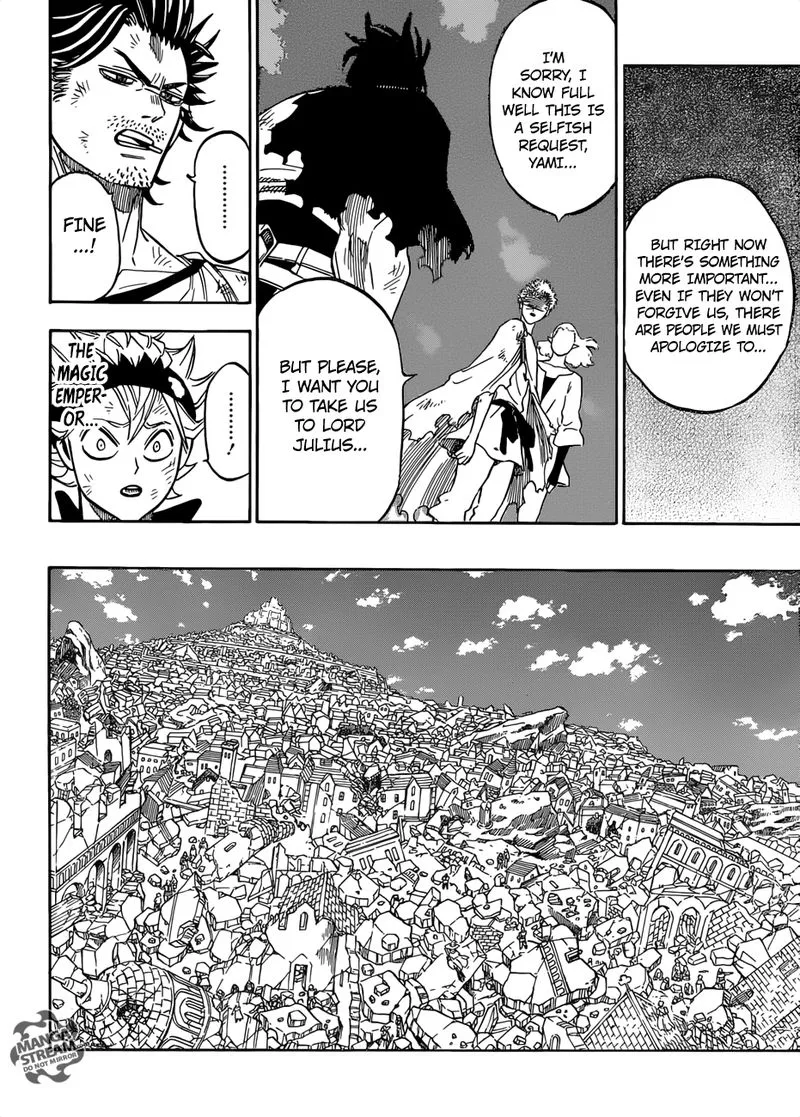 BUT RIGHT NOW
THERE'S SOMETHING
MORE IMPORTANT...
EVEN IF THEY WON'T
FORGIVE US, THERE
ARE PEOPLE WE MUST
APOLOGIZE TO...
I'M
SORRY, I
KNOW FULL
WELL THIS IS
A SELFISH
REQUEST,
YAMI...
BUT PLEASE,
I WANT YOU
TO TAKE US
TO LORD
JULIUS...
.........
FINE
...!
........!
THE
MAGIC
EMPER-
OR...
MANGA
STREAM
DO NOT MIRROR